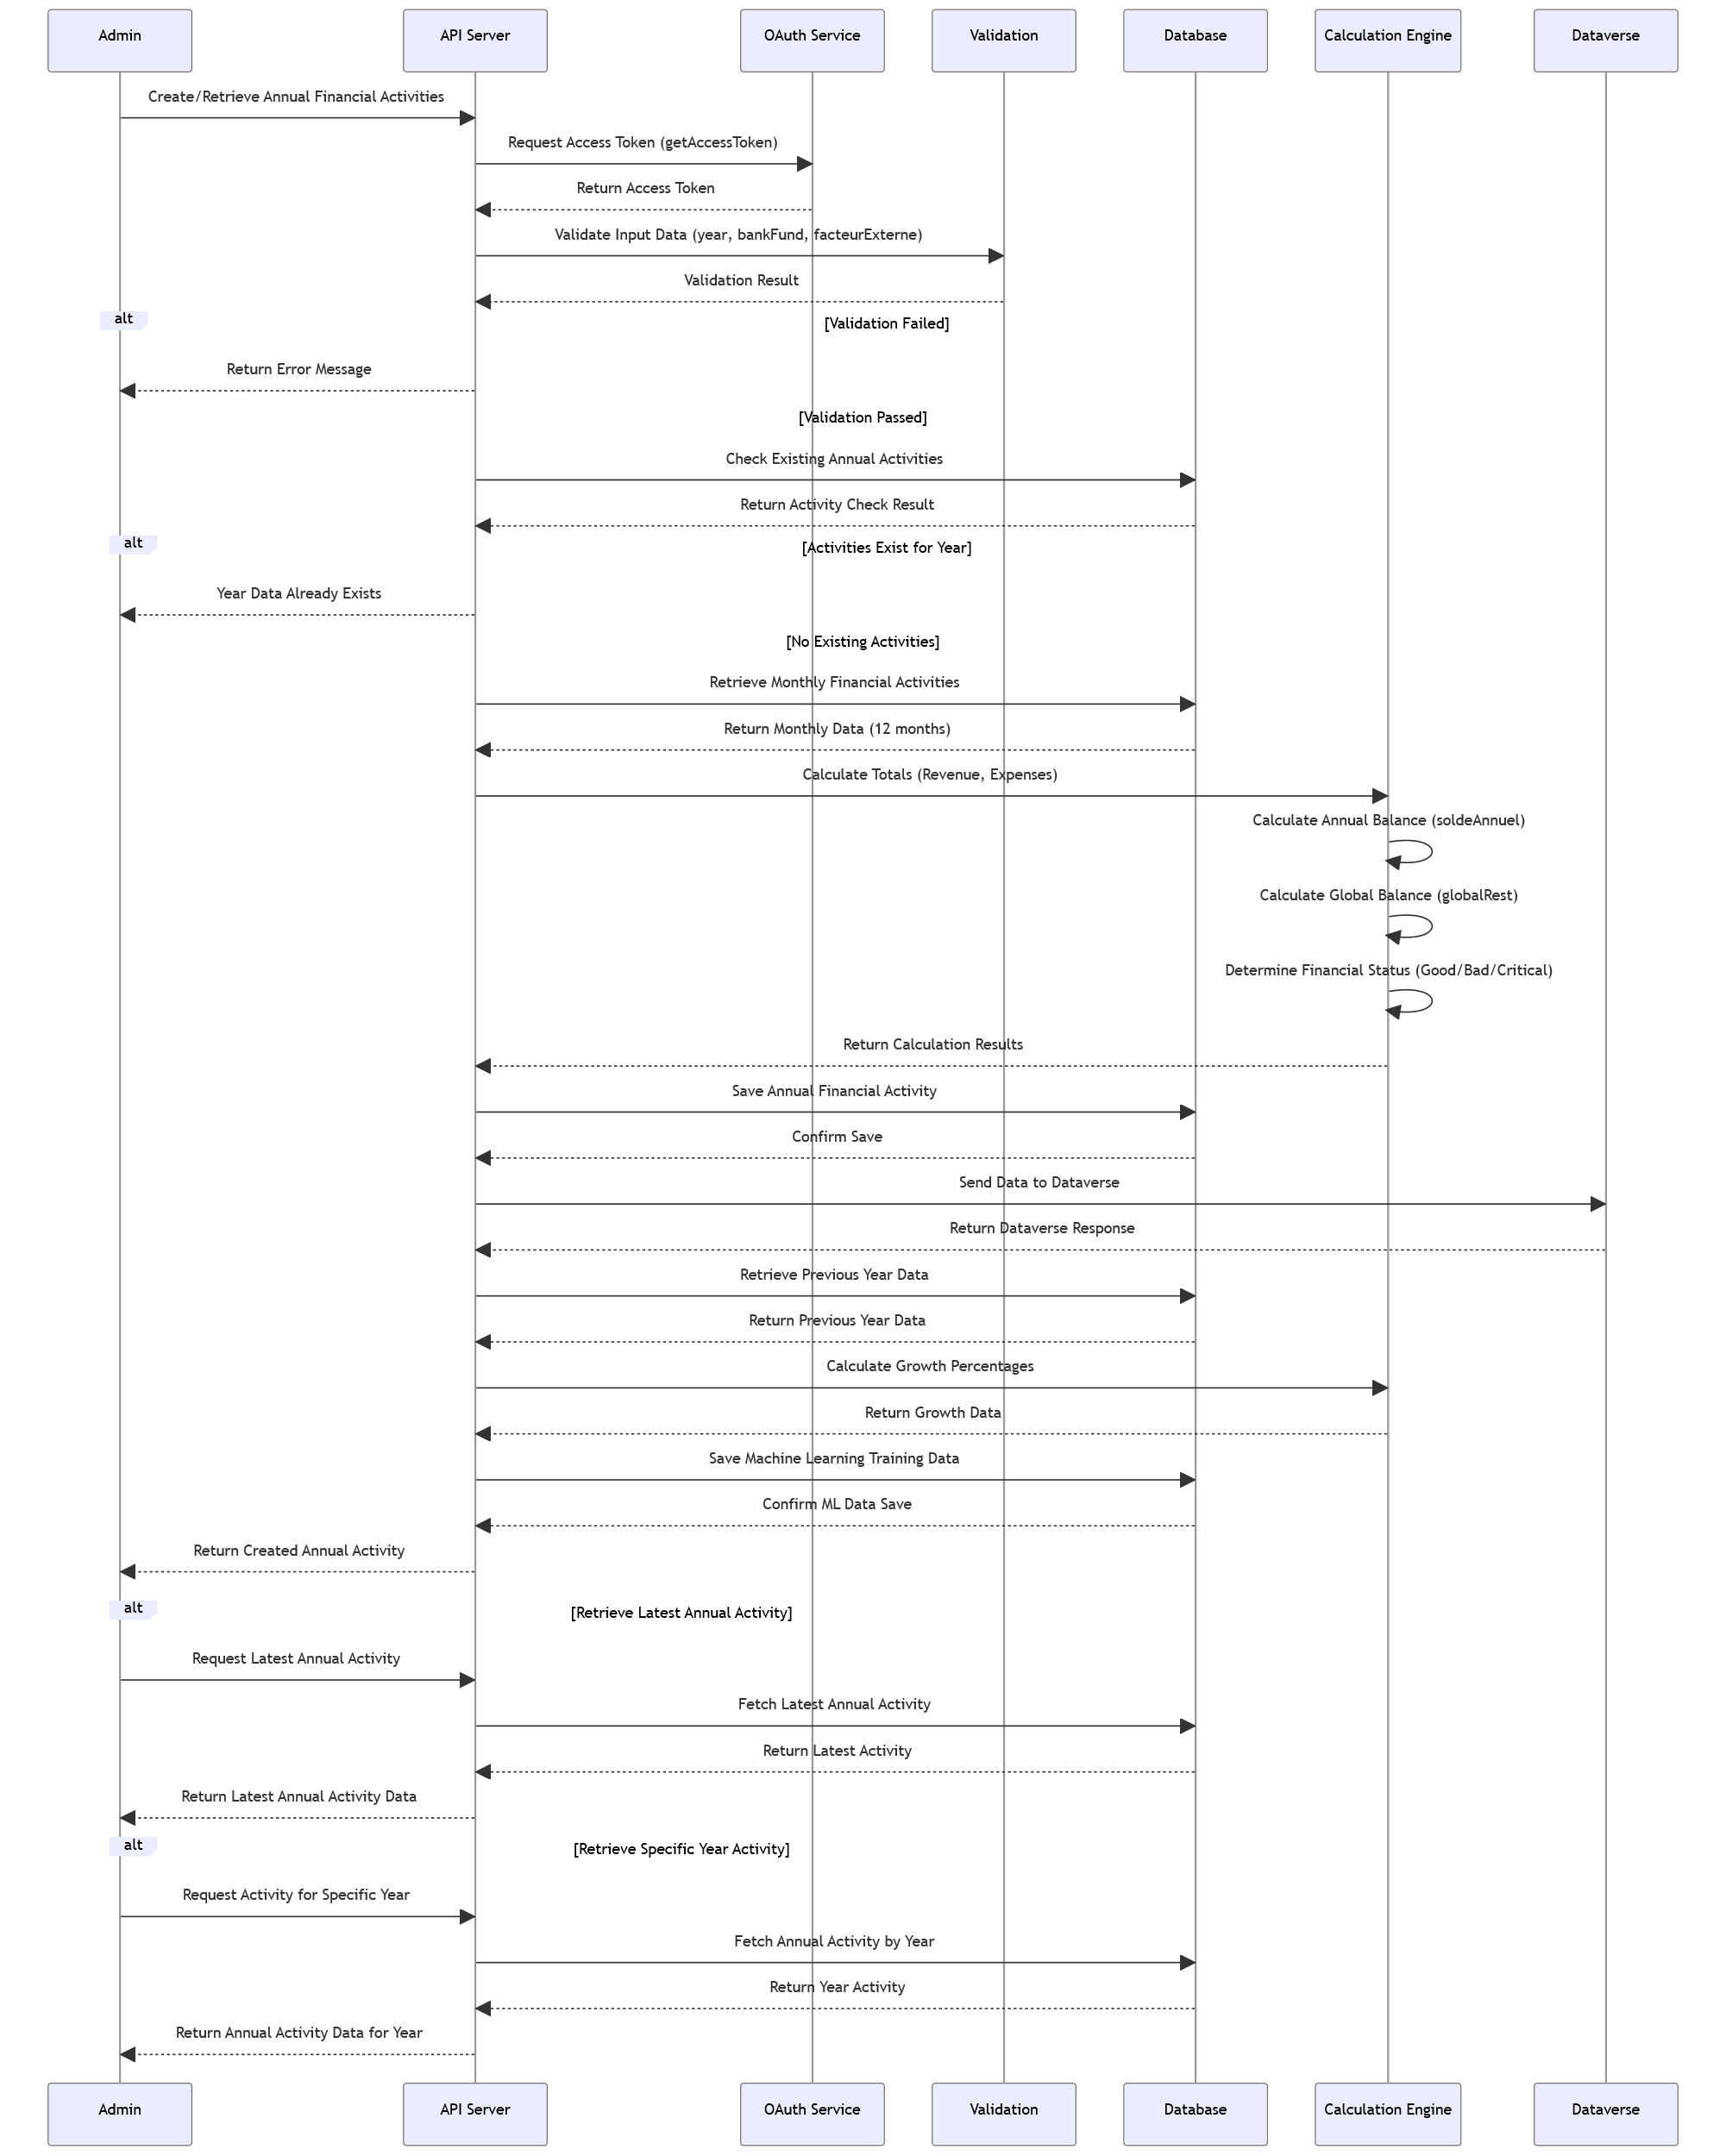 Admin
API Server
OAuth Service
Validation
Database
Calculation Engine
Dataverse
Create/Retrieve Annual Financial Activities
Request Access Token (getAccessToken)
Return Access Token
Validate Input Data (year, bankFund, facteurExterne)
Validation Result
alt
[Validation Failed]
Return Error Message
[Validation Passed]
Check Existing Annual Activities
Return Activity Check Result
alt
[Activities Exist for Year]
Year Data Already Exists
[No Existing Activities]
Retrieve Monthly Financial Activities
Return Monthly Data (12 months)
Calculate Totals (Revenue, Expenses)
Calculate Annual Balance (soldeAnnuel)
Calculate Global Balance (globalRest)
Determine Financial Status (Good/Bad/Critical)
Return Calculation Results
Save Annual Financial Activity
Confirm Save
Send Data to Dataverse
Return Dataverse Response
Retrieve Previous Year Data
Return Previous Year Data
Calculate Growth Percentages
Return Growth Data
Save Machine Learning Training Data
Confirm ML Data Save
Return Created Annual Activity
alt
[Retrieve Latest Annual Activity]
Request Latest Annual Activity
Fetch Latest Annual Activity
Return Latest Activity
Return Latest Annual Activity Data
alt
[Retrieve Specific Year Activity]
Request Activity for Specific Year
Fetch Annual Activity by Year
Return Year Activity
Return Annual Activity Data for Year
Admin
API Server
OAuth Service
Validation
Database
Calculation Engine
Dataverse